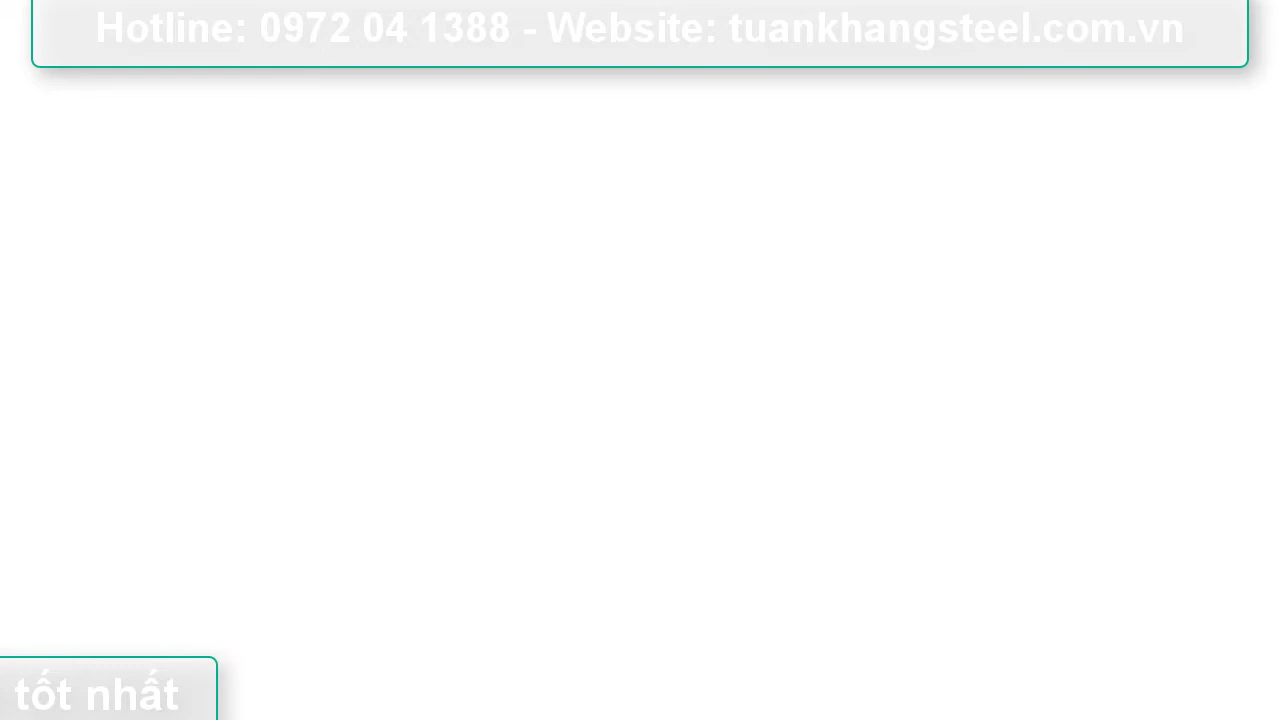 Hotline: 0972 04 1388 - Website: tuankhangsteel.com.vn
tốt nhất